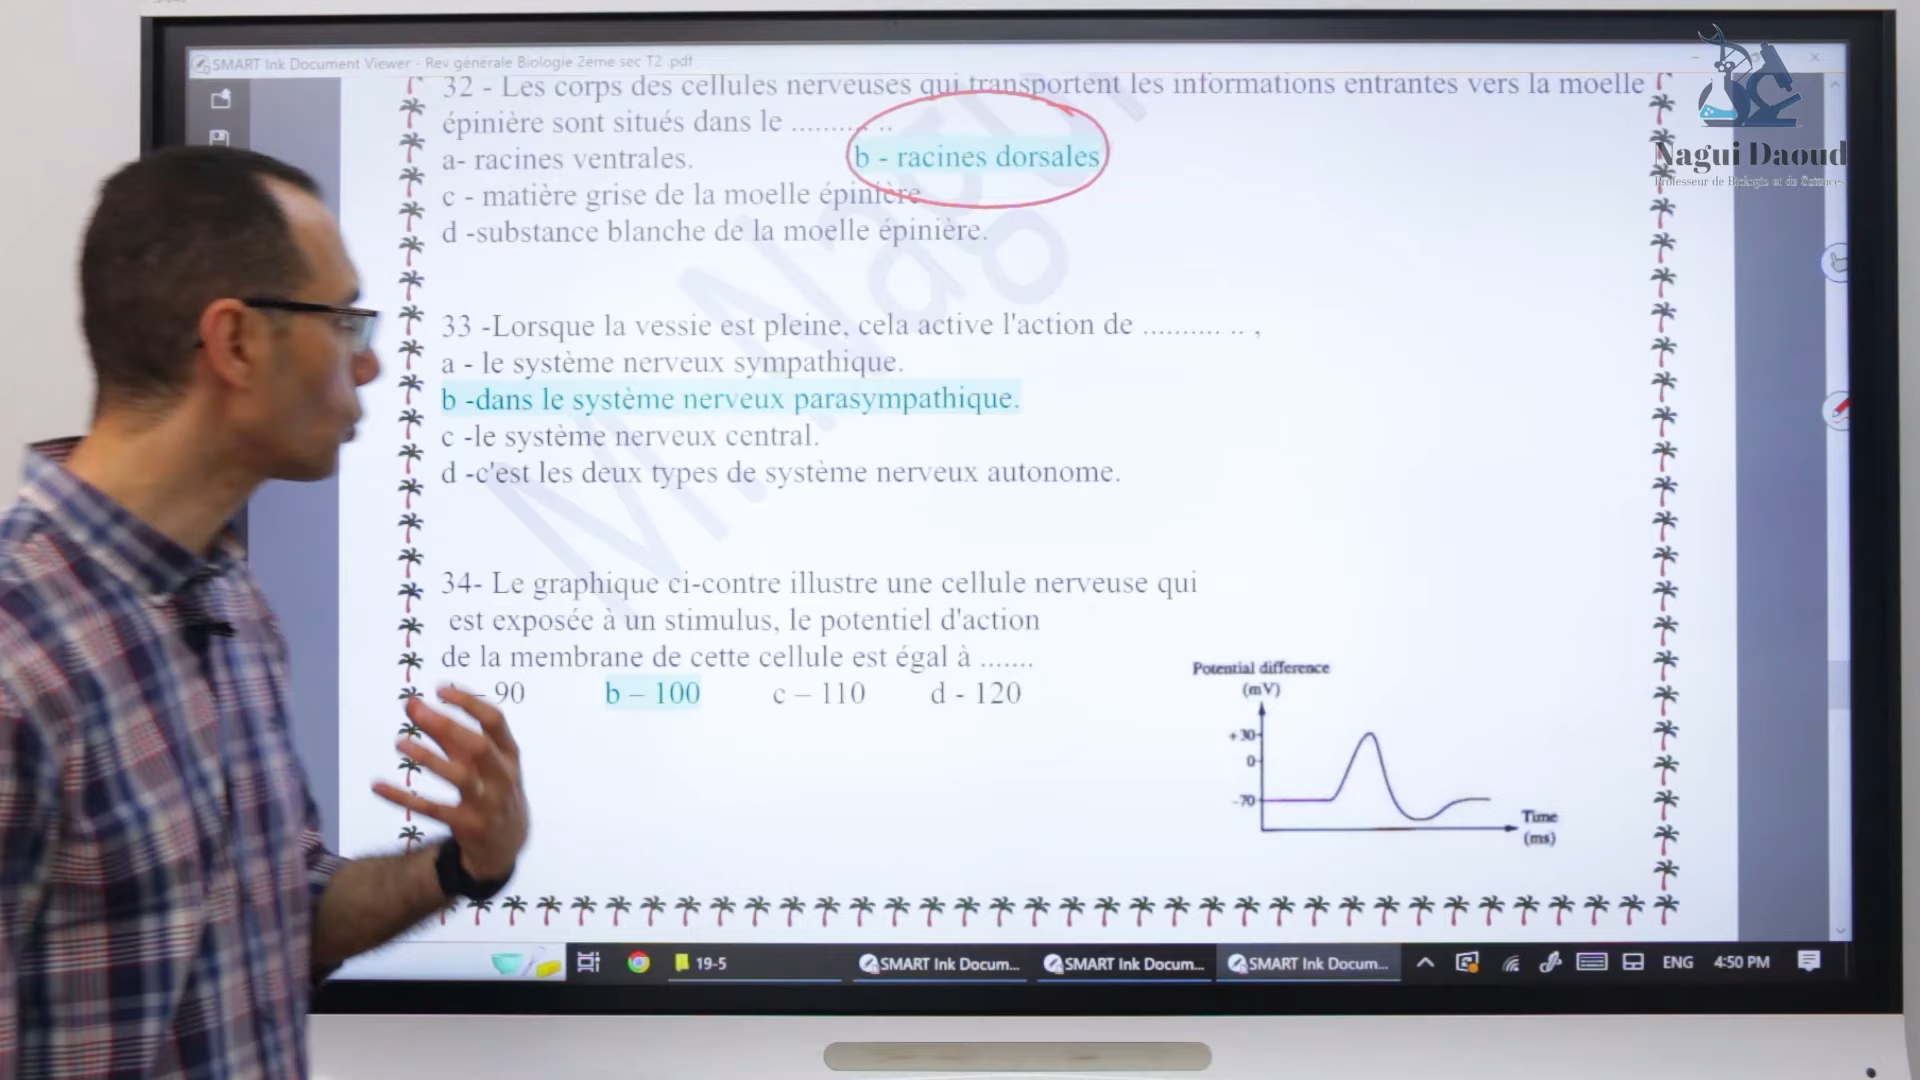 SMART Ink Document Viewer - Rev générale Biologie 2éme sec T2 .pdf
Nagui Daoud
Professeur de Biologie et de Sciences
32 - Les corps des cellules nerveuses qui transportent les informations entrantes vers la moelle
épinière sont situés dans le .......... ..
a- racines ventrales.
b - racines dorsales
c - matière grise de la moelle épinière
d -substance blanche de la moelle épinière.
33 -Lorsque la vessie est pleine, cela active l'action de .......... .. ,
a - le système nerveux sympathique.
b -dans le système nerveux parasympathique.
c -le système nerveux central.
d -c'est les deux types de système nerveux autonome.
34- Le graphique ci-contre illustre une cellule nerveuse qui
est exposée à un stimulus, le potentiel d'action
de la membrane de cette cellule est égal à .......
– 90 b – 100 c – 110 d - 120
Potential difference
(mV)
+30
0
-70
Time
(ms)
19-5
SMART Ink Docum...
SMART Ink Docum...
SMART Ink Docum...
ENG
4:50 PM